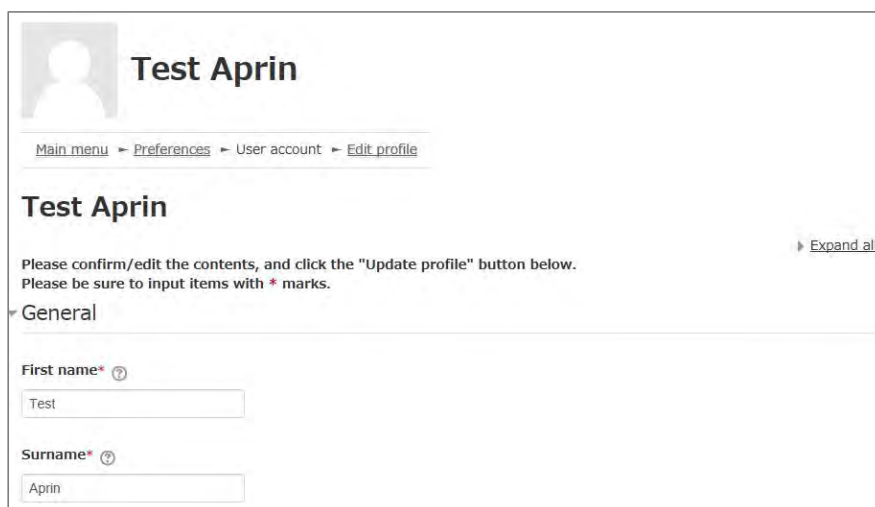 Test Aprin
Main menu ► Preferences ► User account ► Edit profile
Test Aprin
Expand all
Please confirm/edit the contents, and click the "Update profile" button below.
Please be sure to input items with * marks.
General
First name*
Test
Surname*
Aprin